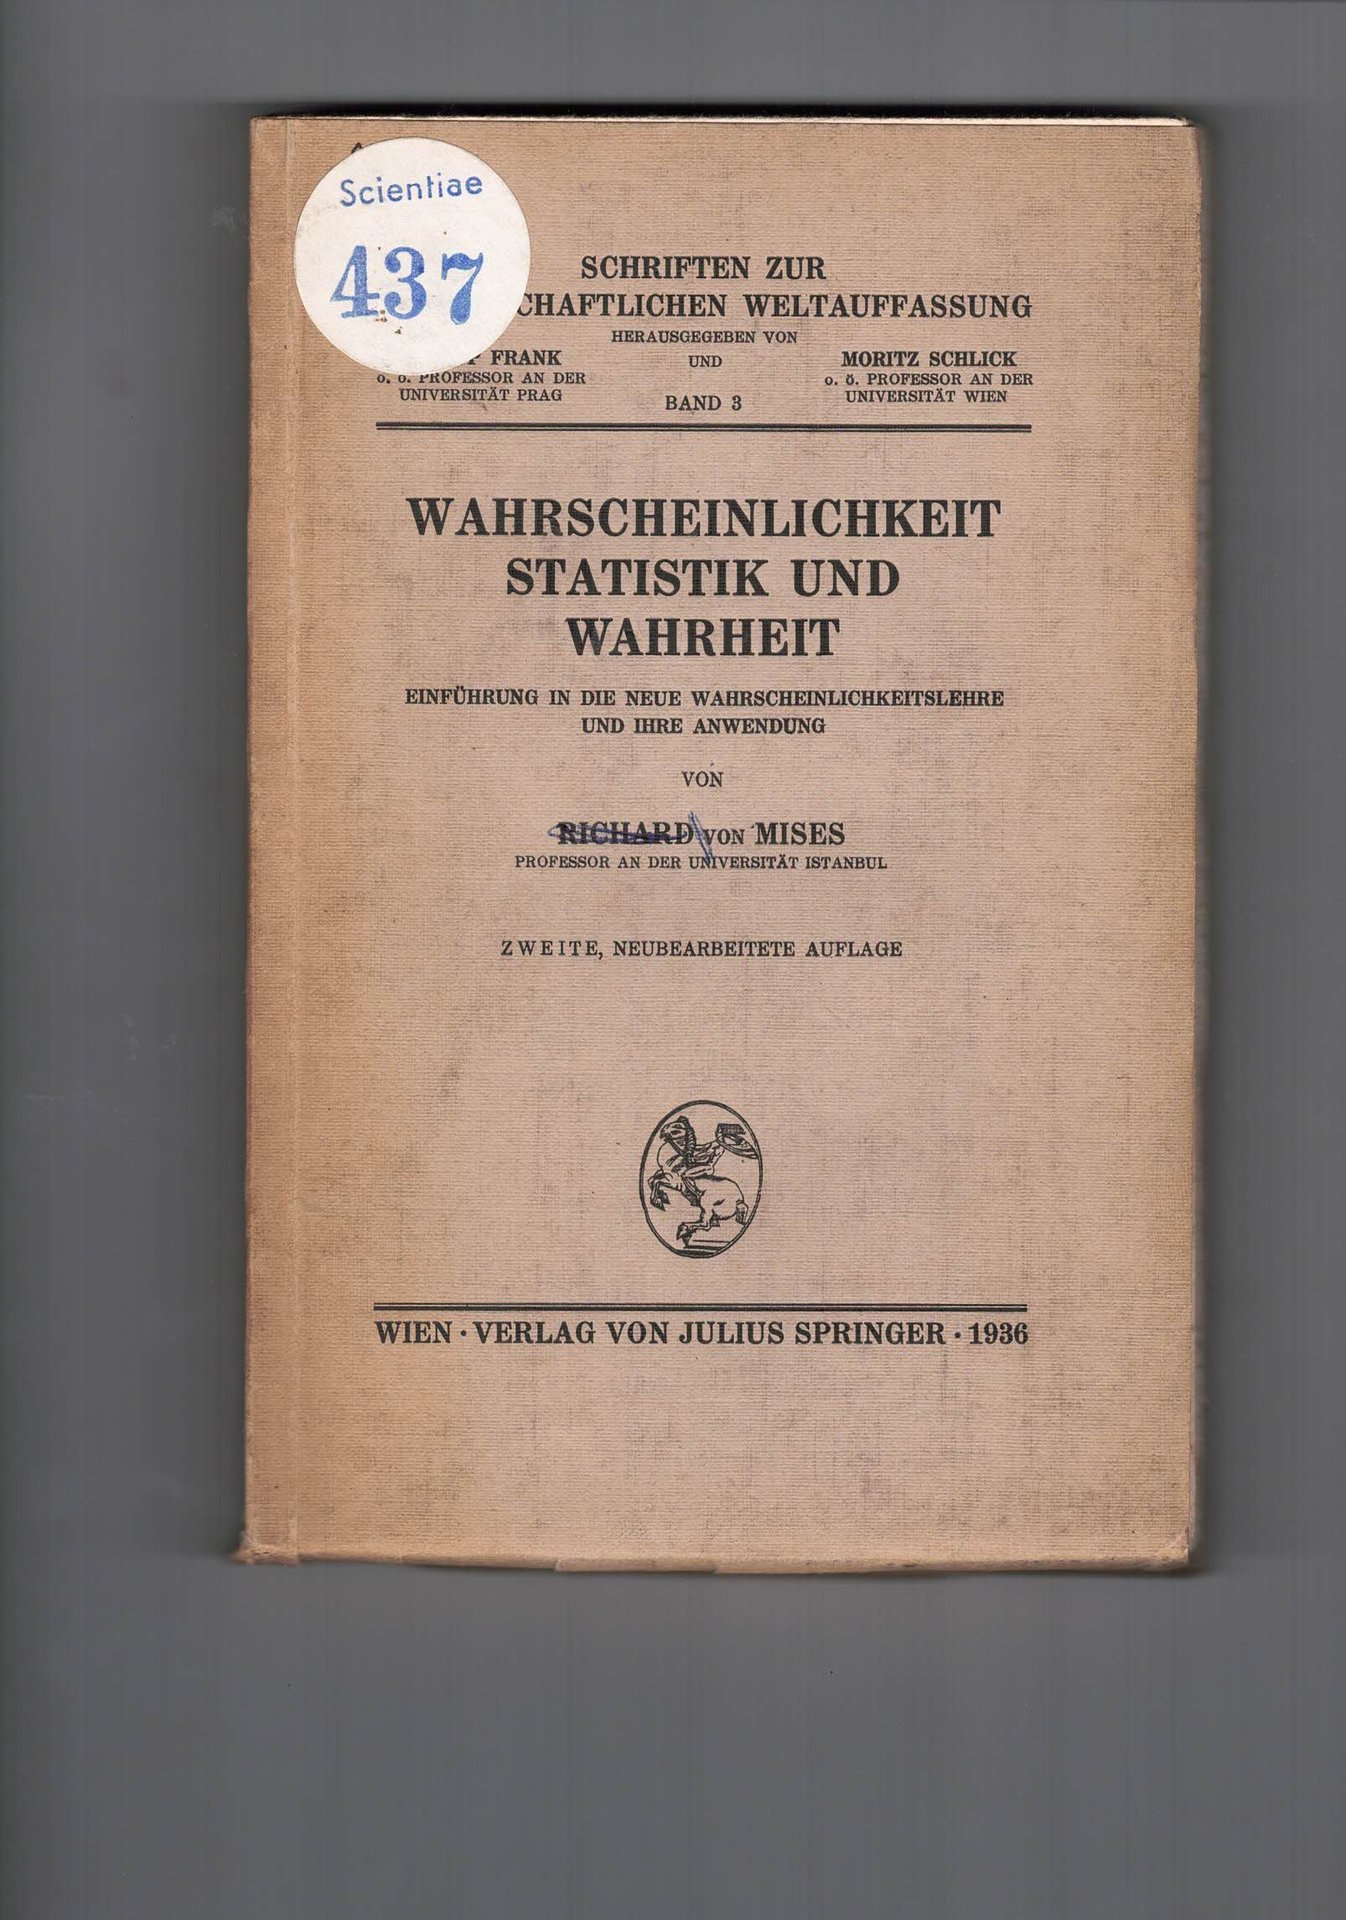 Scientiae
437
SCHRIFTEN ZUR
CHAFTLICHEN WELTAUFFASSUNG
HERAUSGEGEBEN VON
FRANK UND MORITZ SCHLICK
o. ö. PROFESSOR AN DER UNIVERSITÄT PRAG
o. ö. PROFESSOR AN DER UNIVERSITÄT WIEN
BAND 3
WAHRSCHEINLICHKEIT
STATISTIK UND
WAHRHEIT
EINFÜHRUNG IN DIE NEUE WAHRSCHEINLICHKEITSLEHRE
UND IHRE ANWENDUNG
VON
RICHARD VON MISES
PROFESSOR AN DER UNIVERSITÄT ISTANBUL
ZWEITE, NEUBEARBEITETE AUFLAGE
WIEN · VERLAG VON JULIUS SPRINGER · 1936